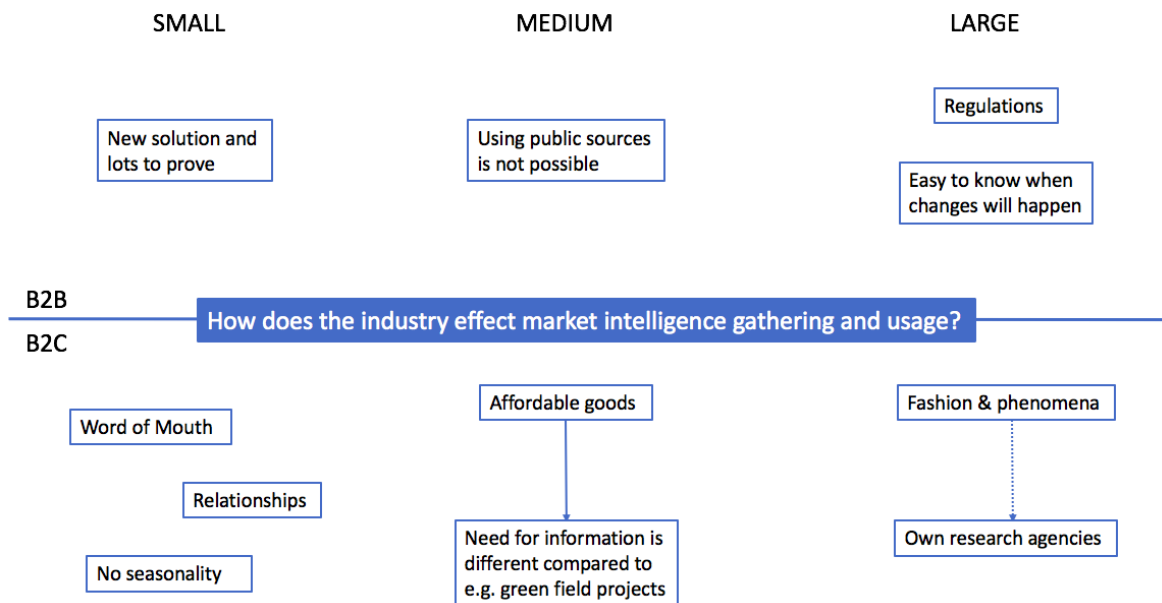 SMALL
MEDIUM
LARGE
New solution and
lots to prove
Using public sources
is not possible
Regulations
Easy to know when
changes will happen
B2B
How does the industry effect market intelligence gathering and usage?
B2C
Word of Mouth
Relationships
No seasonality
Affordable goods
Need for information is
different compared to
e.g. green field projects
Fashion & phenomena
Own research agencies